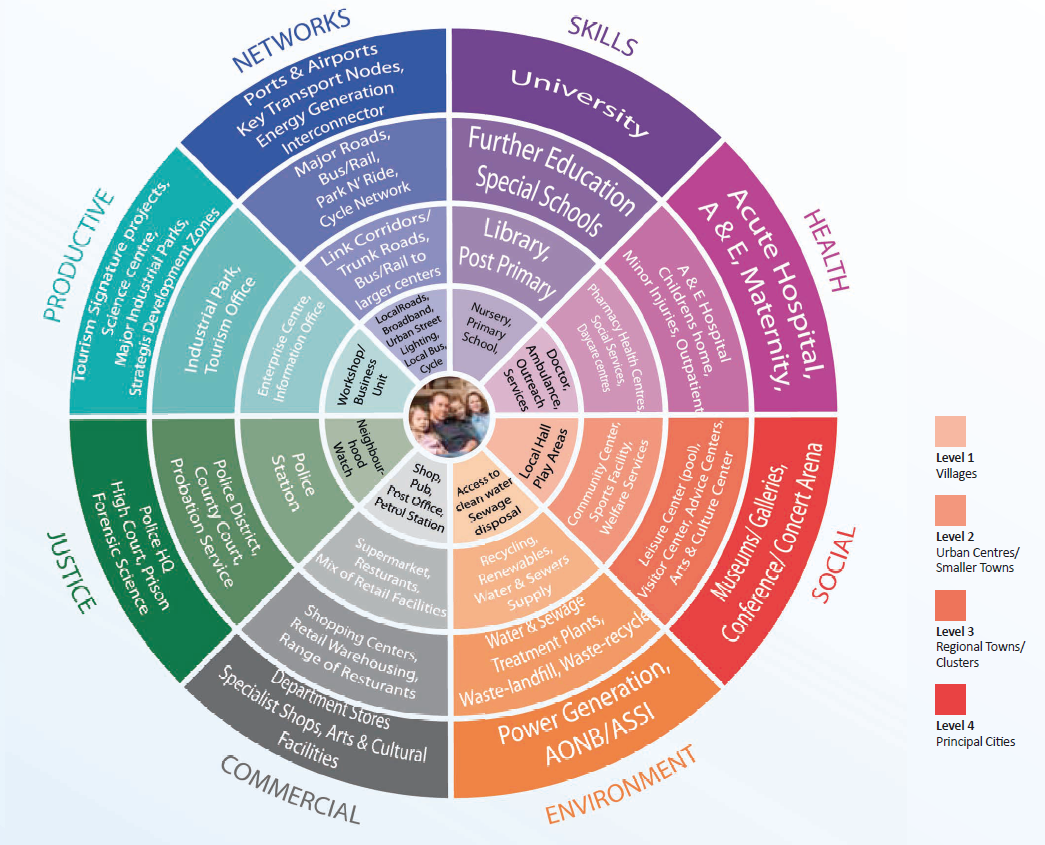 NETWORKS
Ports & Airports
Key Transport Nodes,
Energy Generation
Interconnector
Major Roads,
Bus/Rail,
Park N' Ride,
Cycle Network
Link Corridors/
Trunk Roads,
Bus/Rail to
larger centers
LocalRoads,
Broadband,
Urban Street
Lighting,
Local Bus,
Cycle
SKILLS
University
Further Education
Special Schools
Library,
Post Primary
Nursery,
Primary
School,
HEALTH
Acute Hospital,
A & E, Maternity,
A & E Hospital
Childrens home,
Minor Injuries, Outpatient
Pharmacy Health Centres,
Social Services,
Daycare centres
Doctor,
Ambulance,
Outreach
Services
SOCIAL
Museums/Galleries,
Conference/ Concert Arena
Leisure Center (pool),
Visitor Center, Advice Centers,
Arts & Culture Center
Community Center,
Sports Facility,
Welfare Services
Local Hall
Play Areas
ENVIRONMENT
Access to
clean water
Sewage
disposal
Recycling,
Renewables,
Water & Sewers
Supply
Water & Sewage
Treatment Plants,
Waste-landfill, Waste-recycle
Power Generation,
AONB/ASSI
COMMERCIAL
Shop,
Pub,
Post Office,
Petrol Station
Supermarket,
Resturants,
Mix of Retail Facilities
Shopping Centers,
Retail Warehousing,
Range of Resturants
Department Stores
Specialist Shops, Arts & Cultural
Facilities
JUSTICE
Police HQ
High Court, Prison
Forensic Science
Police District,
County Court,
Probation Service
Police
Station
Neighbour-
hood
Watch
PRODUCTIVE
Tourism Signature projects,
Science centre,
Major Industrial Parks,
Strategis Development Zones
Industrial Park,
Tourism Office
Enterprise Centre,
Information Office
Workshop/
Business
Unit
Level 1
Villages
Level 2
Urban Centres/
Smaller Towns
Level 3
Regional Towns/
Clusters
Level 4
Principal Cities